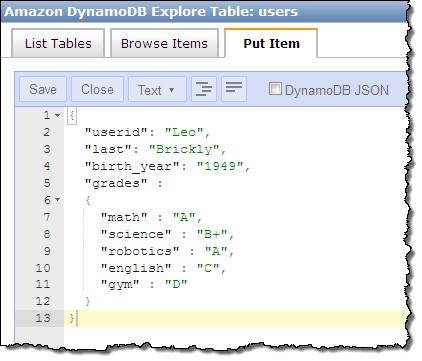 Amazon DynamoDB Explore Table: users
List Tables Browse Items Put Item
Save Close Text DynamoDB JSON
1 {
2 "userid": "Leo",
3 "last": "Brickly",
4 "birth_year": "1949",
5 "grades" :
6 {
7 "math" : "A",
8 "science" : "B+",
9 "robotics" : "A",
10 "english" : "C",
11 "gym" : "D"
12 }
13 }